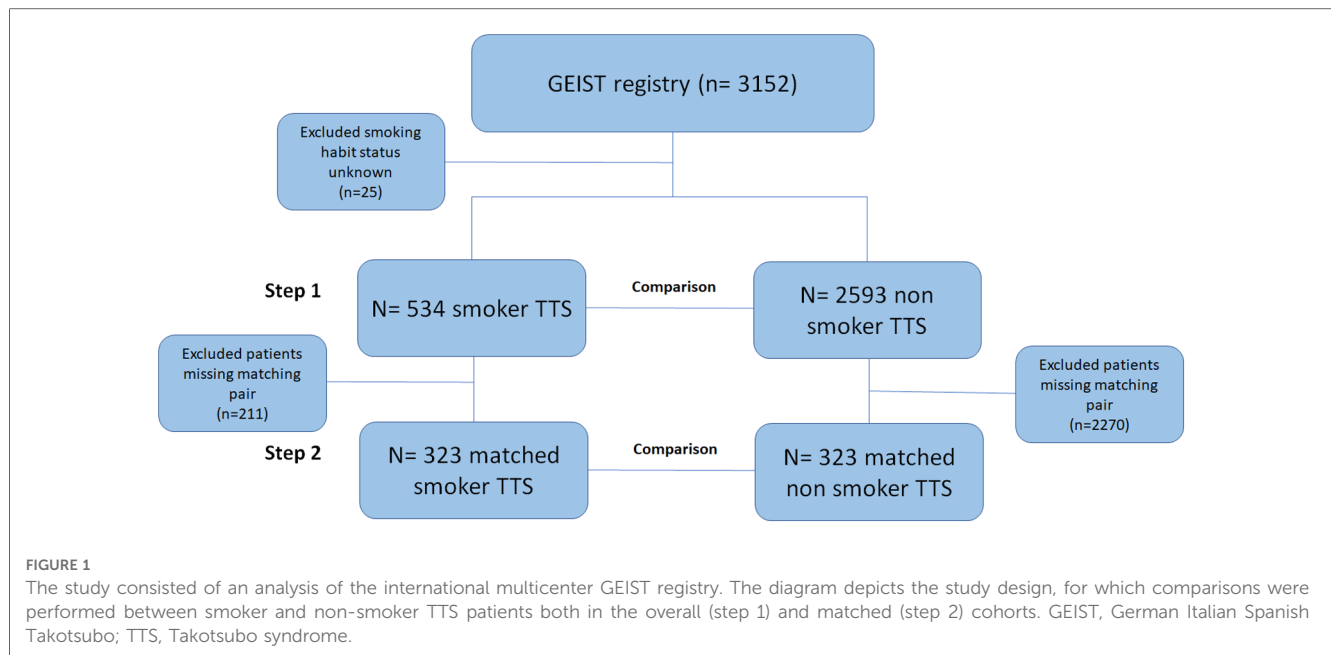 GEIST registry (n= 3152)
Excluded smoking
habit status
unknown
(n=25)
Step 1
N= 534 smoker TTS
Comparison
N= 2593 non
smoker TTS
Excluded patients
missing matching
pair
(n=211)
Excluded patients
missing matching
pair
(n=2270)
Step 2
N= 323 matched
smoker TTS
Comparison
N= 323 matched
non smoker TTS
FIGURE 1
The study consisted of an analysis of the international multicenter GEIST registry. The diagram depicts the study design, for which comparisons were
performed between smoker and non-smoker TTS patients both in the overall (step 1) and matched (step 2) cohorts. GEIST, German Italian Spanish
Takotsubo; TTS, Takotsubo syndrome.